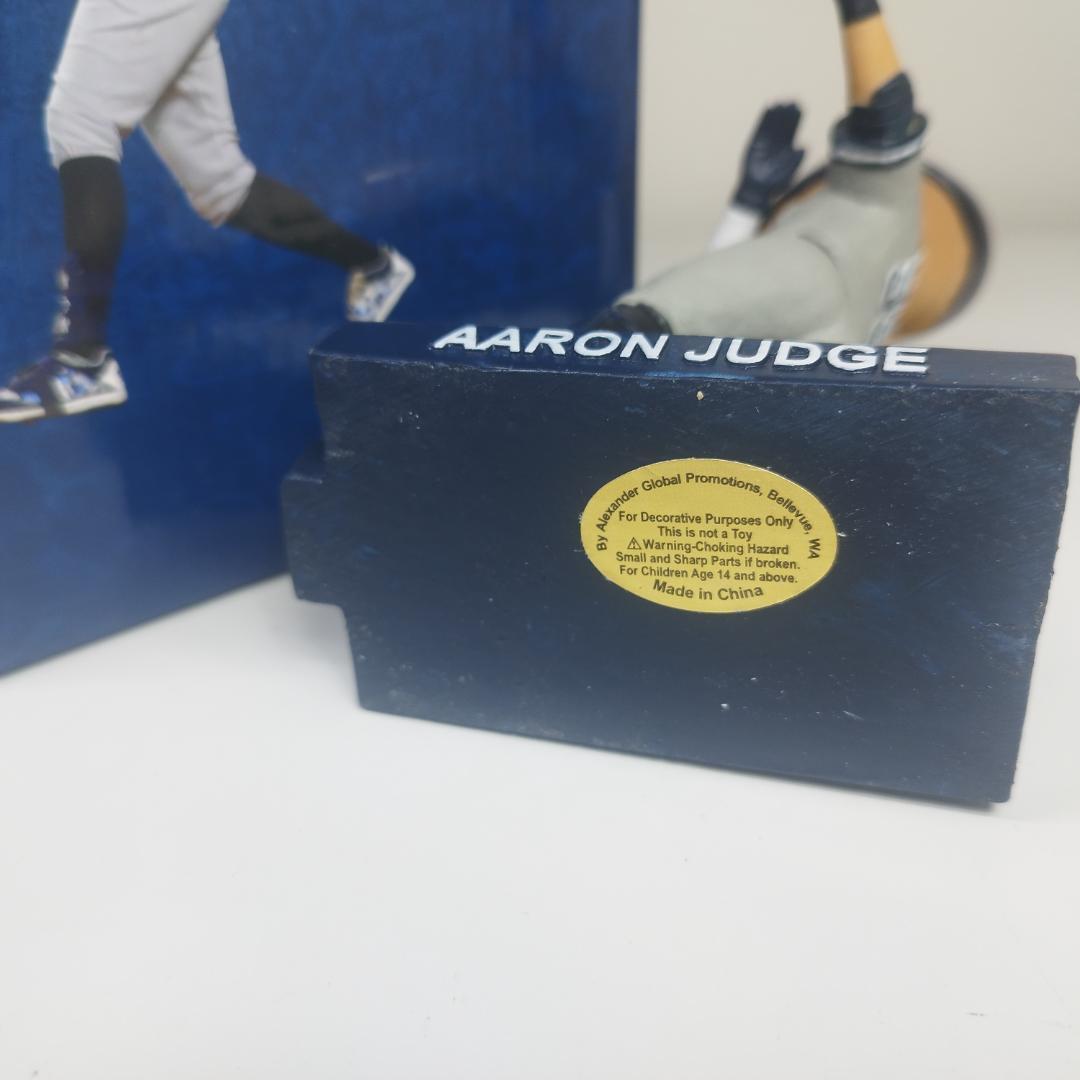 AARON JUDGE
By Alexander Global Promotions, Bellevue, WA
For Decorative Purposes Only
This is not a Toy
⚠Warning-Choking Hazard
Small and Sharp Parts if broken.
For Children Age 14 and above.
Made in China